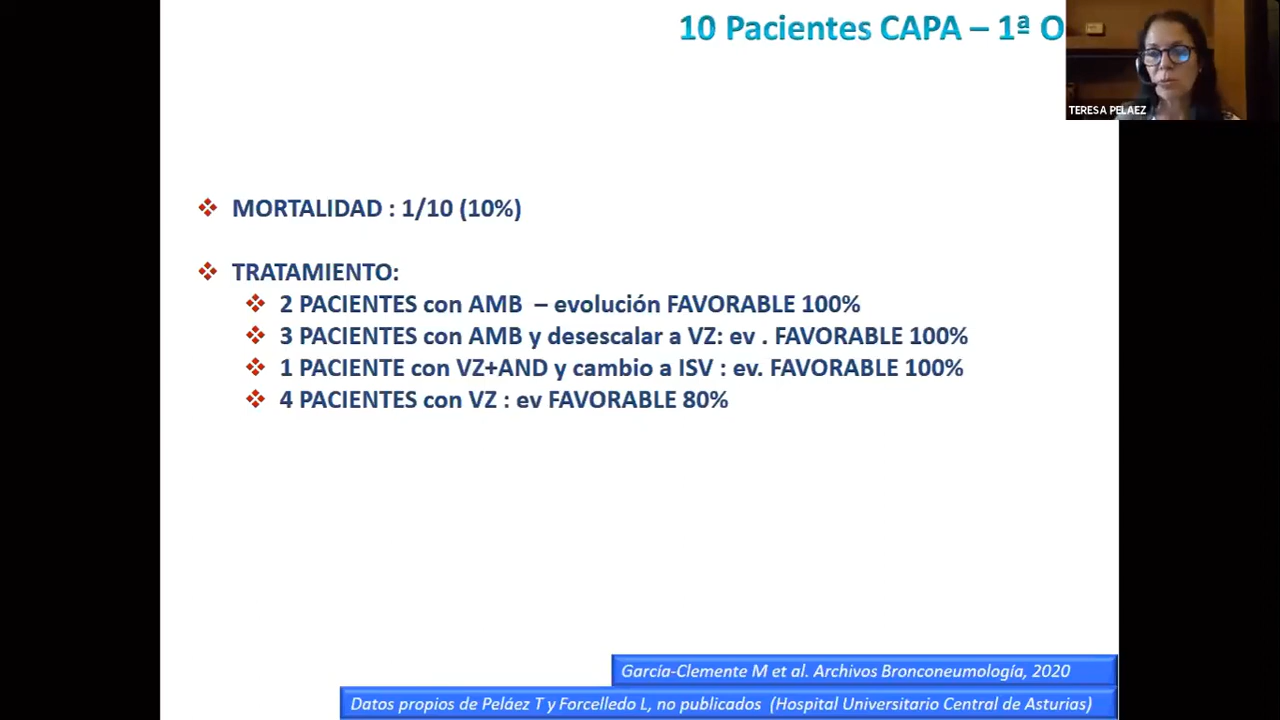 10 Pacientes CAPA – 1ª O
TERESA PELAEZ
MORTALIDAD : 1/10 (10%)
TRATAMIENTO:
2 PACIENTES con AMB – evolución FAVORABLE 100%
3 PACIENTES con AMB y desescalar a VZ: ev . FAVORABLE 100%
1 PACIENTE con VZ+AND y cambio a ISV : ev. FAVORABLE 100%
4 PACIENTES con VZ : ev FAVORABLE 80%
García-Clemente M et al. Archivos Bronconeumología, 2020
Datos propios de Peláez T y Forcelledo L, no publicados (Hospital Universitario Central de Asturias)